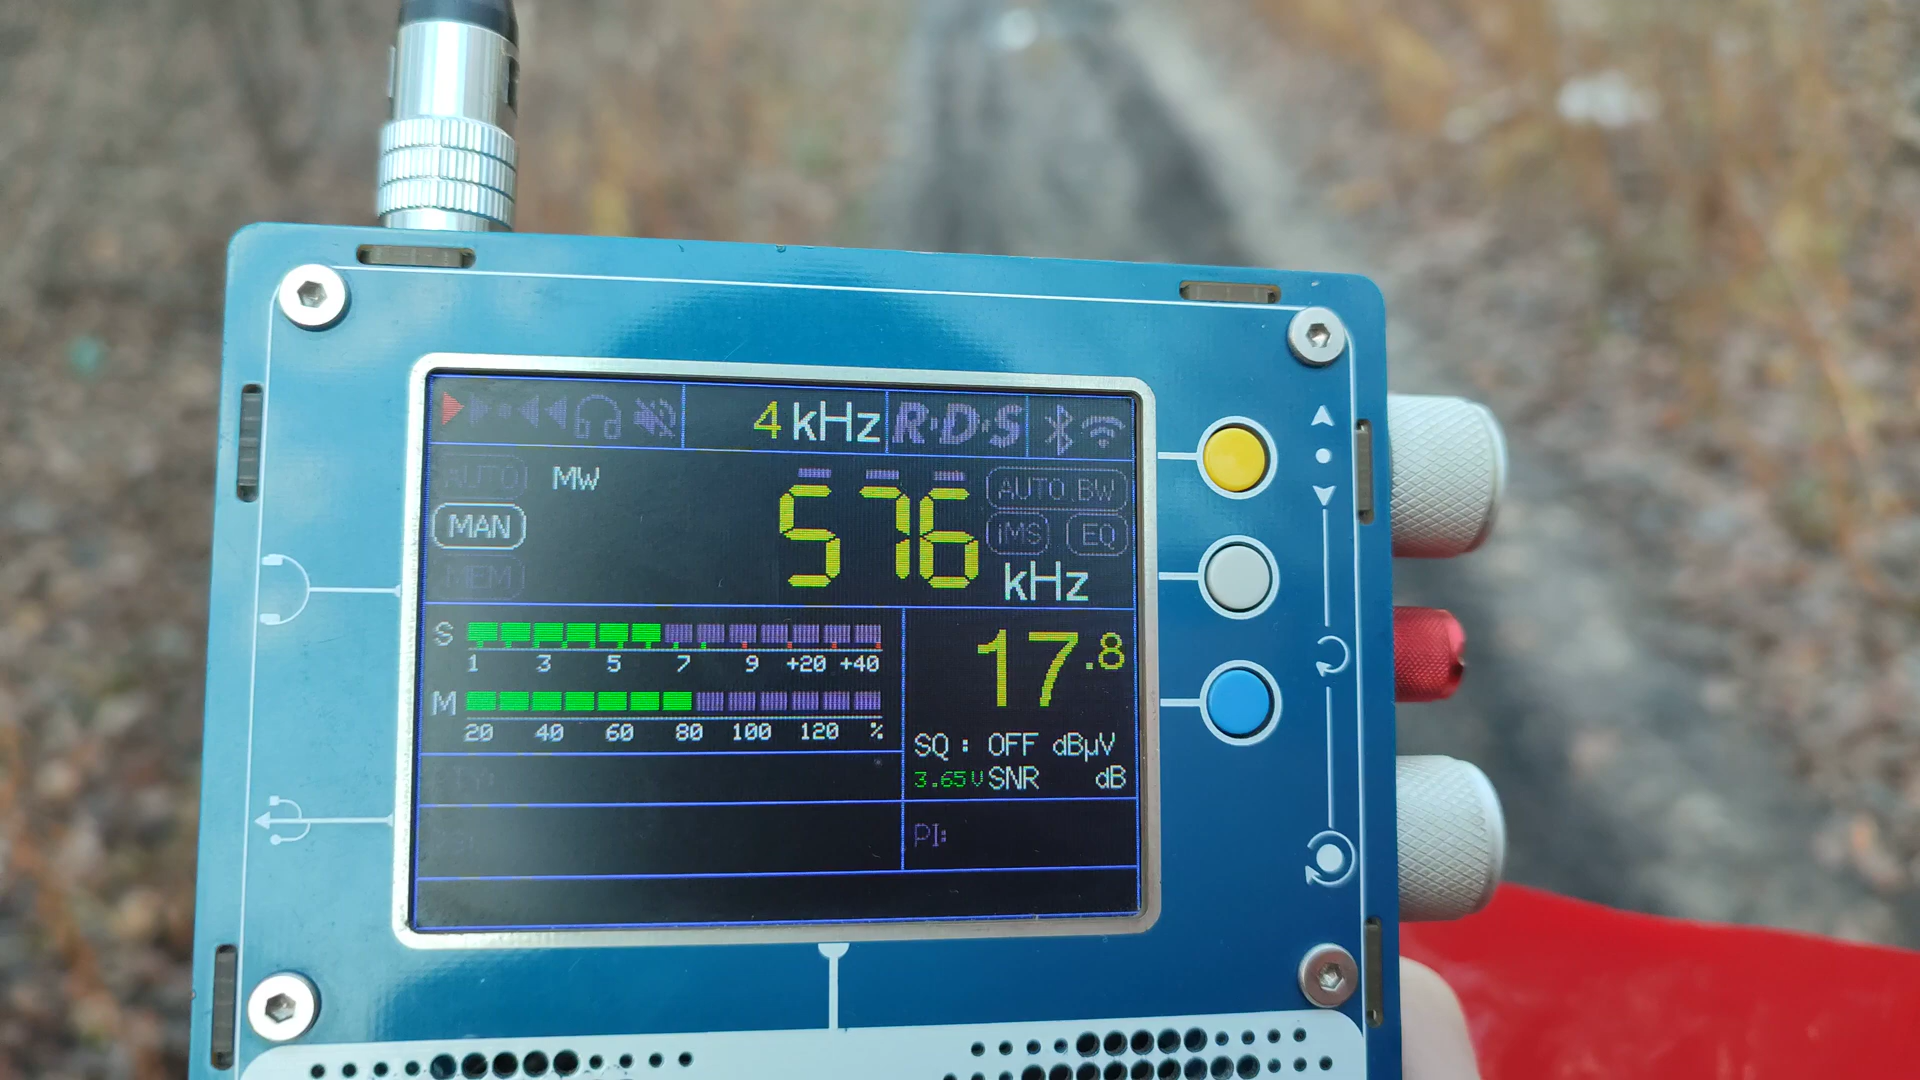 4 kHz R·D·S
AUTO MW
576 AUTO.BW
MAN iMS EQ
MEM kHz
S
1 3 5 7 9 +20 +40
17.8
M
20 40 60 80 100 120 %
SQ: OFF dBµV
3.65V SNR dB
PI: